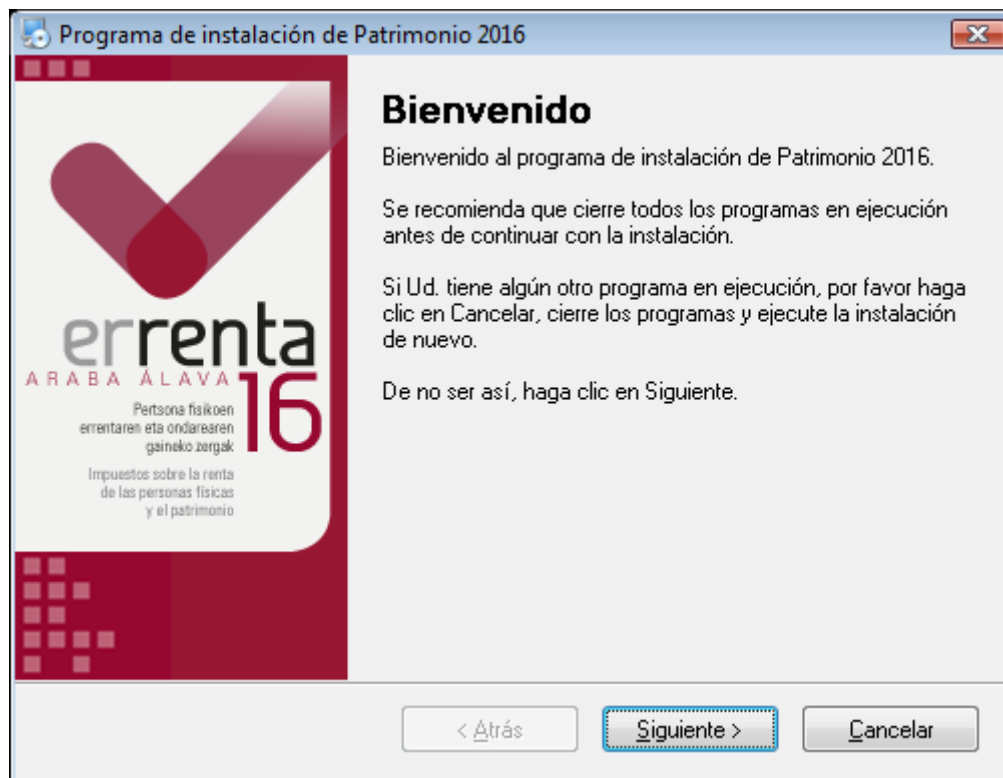 Programa de instalación de Patrimonio 2016
errenta
ARABA ÁLAVA
16
Pertsona fisikoen
errentaren eta ondarearen
gaineko zergak
Impuestos sobre la renta
de las personas físicas
y el patrimonio
Bienvenido
Bienvenido al programa de instalación de Patrimonio 2016.
Se recomienda que cierre todos los programas en ejecución
antes de continuar con la instalación.
Si Ud. tiene algún otro programa en ejecución, por favor haga
clic en Cancelar, cierre los programas y ejecute la instalación
de nuevo.
De no ser así, haga clic en Siguiente.
< Atrás
Siguiente >
Cancelar